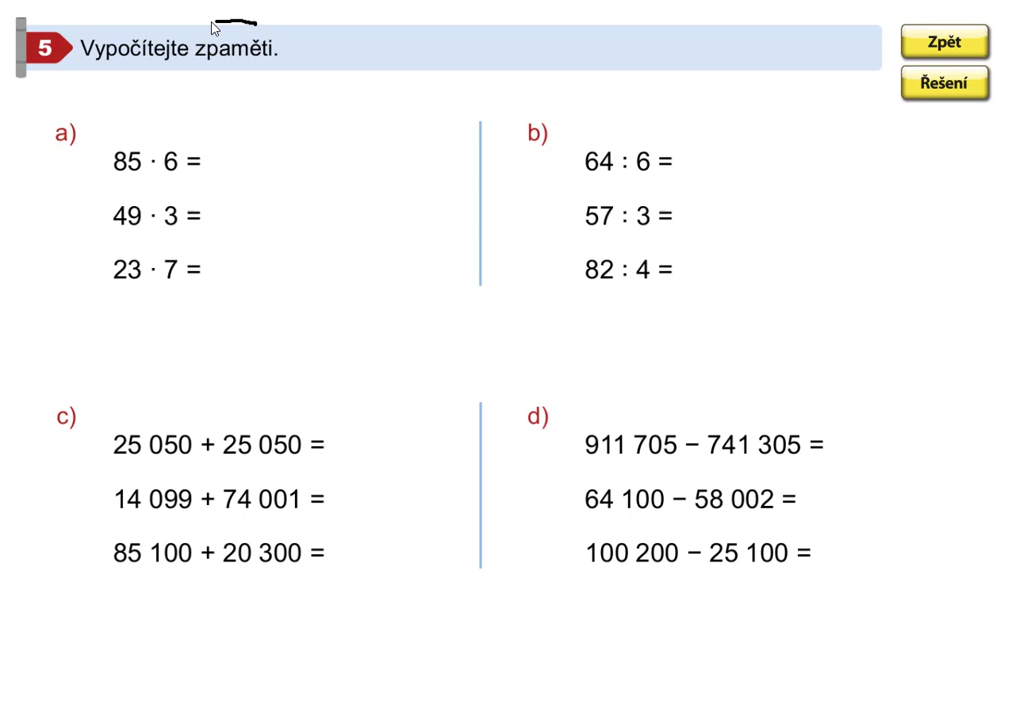 5 Vypočítejte zpaměti.
Zpět
Řešení
a)
85 · 6 =
49 · 3 =
23 · 7 =
b)
64 : 6 =
57 : 3 =
82 : 4 =
c)
25 050 + 25 050 =
14 099 + 74 001 =
85 100 + 20 300 =
d)
911 705 − 741 305 =
64 100 − 58 002 =
100 200 − 25 100 =